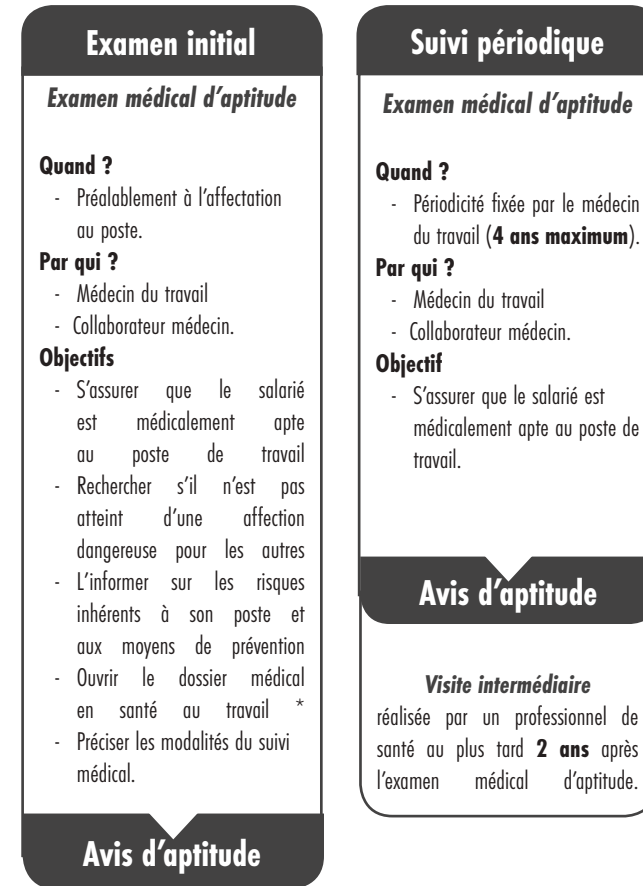 Examen initial
Examen médical d'aptitude
Quand ?
- Préalablement à l'affectation
au poste.
Par qui ?
- Médecin du travail
- Collaborateur médecin.
Objectifs
- S'assurer que le salarié
est médicalement apte
au poste de travail
- Rechercher s'il n'est pas
atteint d'une affection
dangereuse pour les autres
- L'informer sur les risques
inhérents à son poste et
aux moyens de prévention
- Ouvrir le dossier médical
en santé au travail *
- Préciser les modalités du suivi
médical.
Avis d'aptitude
Suivi périodique
Examen médical d'aptitude
Quand ?
- Périodicité fixée par le médecin
du travail (4 ans maximum).
Par qui ?
- Médecin du travail
- Collaborateur médecin.
Objectif
- S'assurer que le salarié est
médicalement apte au poste de
travail.
Avis d'aptitude
Visite intermédiaire
réalisée par un professionnel de
santé au plus tard 2 ans après
l'examen médical d'aptitude.